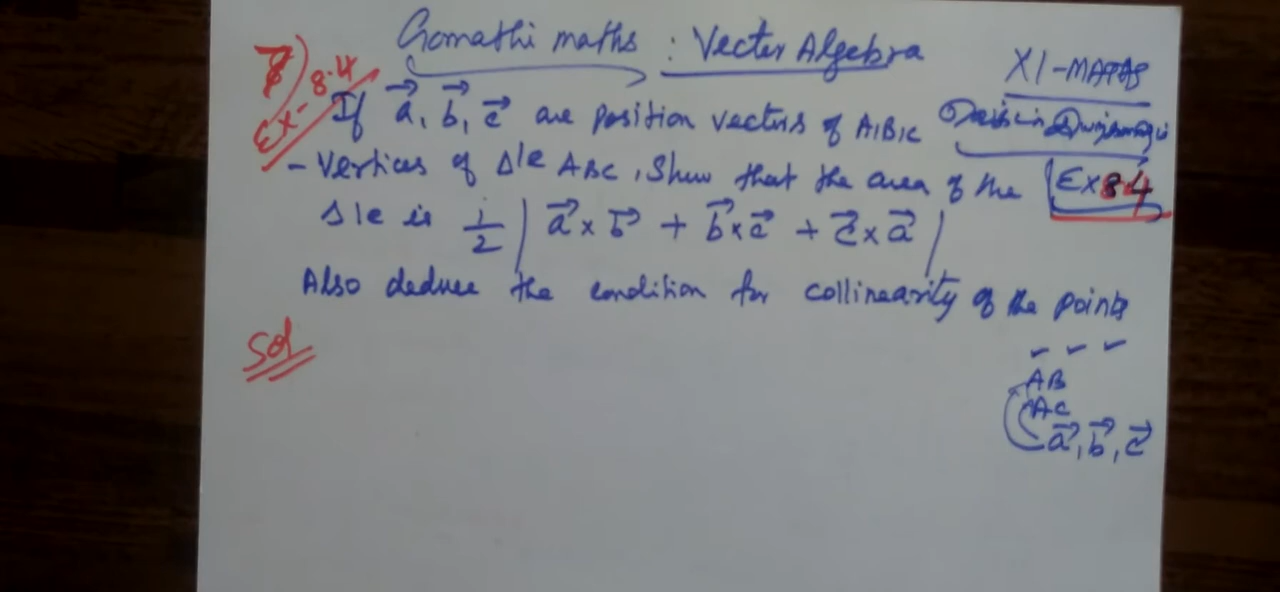 7)
Ex-8.4
Gomathi maths : Vector Algebra
XI-MATHS
If a⃗, b⃗, c⃗ are position vectors of A,B,C
- Vertices of Δle ABC, Show that the area of the
Ex 8.4
Δle is 1/2 | a⃗ × b⃗ + b⃗ × c⃗ + c⃗ × a⃗ |
Also deduce the condition for collinearity of the points
Sol
AB
AC
a⃗, b⃗, c⃗